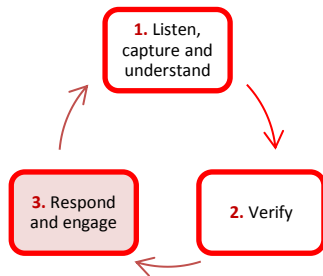 1. Listen,
capture and
understand
2. Verify
3. Respond
and engage